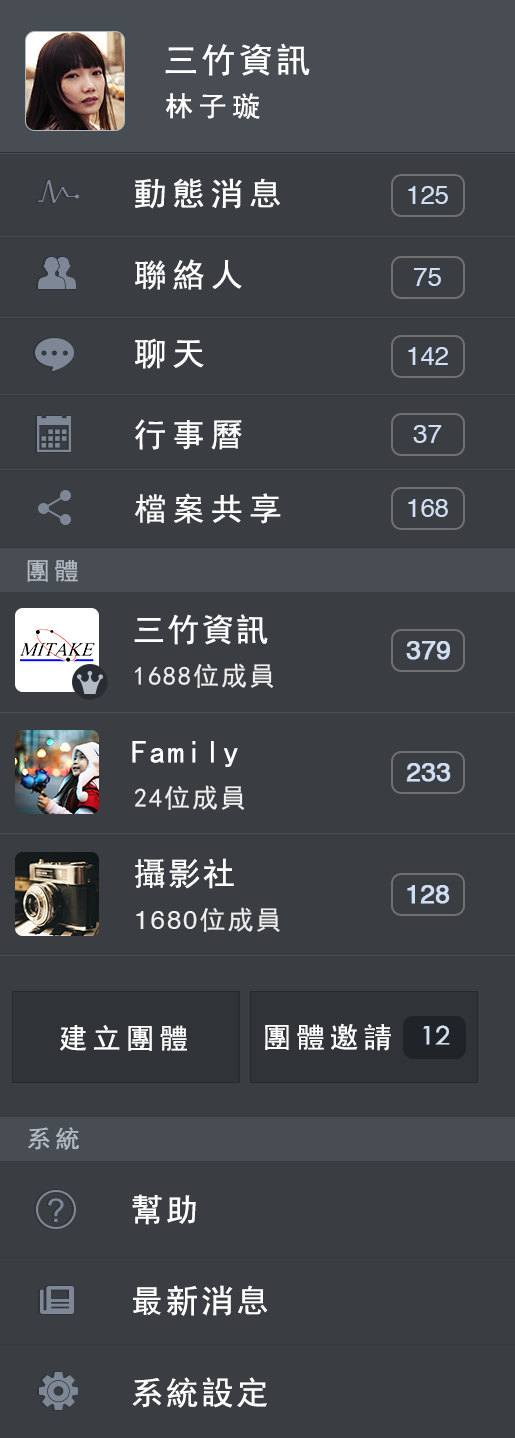 三竹資訊
林子璇
動態消息 125
聯絡人 75
聊天 142
行事曆 37
檔案共享 168
團體
MITAKE
三竹資訊
1688位成員
379
Family
24位成員
233
攝影社
1680位成員
128
建立團體
團體邀請 12
系統
幫助
最新消息
系統設定